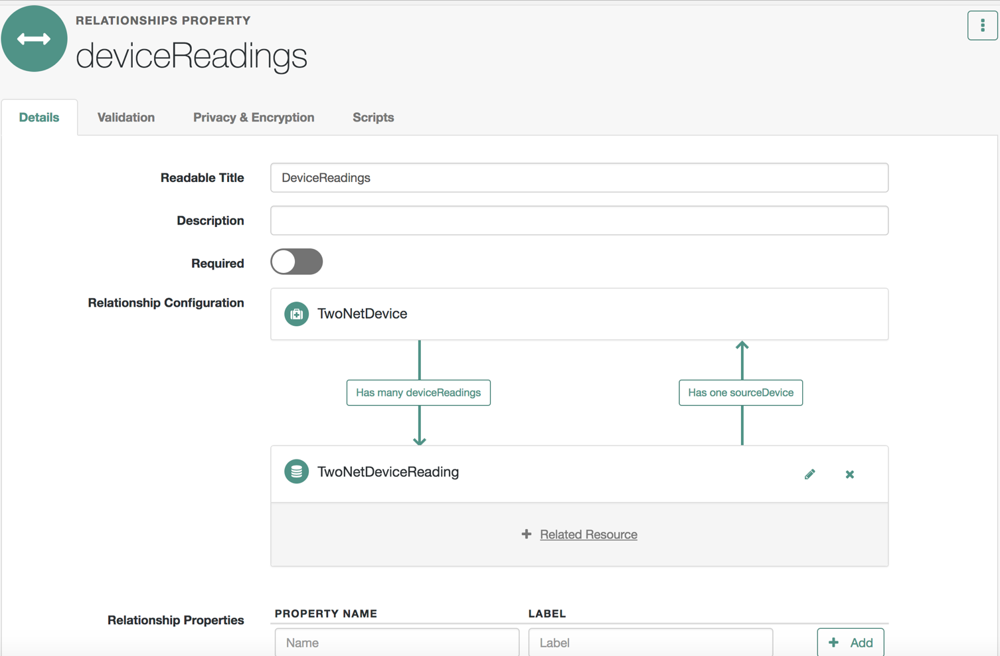 RELATIONSHIPS PROPERTY
deviceReadings
Details Validation Privacy & Encryption Scripts
Readable Title DeviceReadings
Description
Required
Relationship Configuration TwoNetDevice
Has many deviceReadings Has one sourceDevice
TwoNetDeviceReading
+ Related Resource
PROPERTY NAME LABEL
Relationship Properties
Name Label + Add